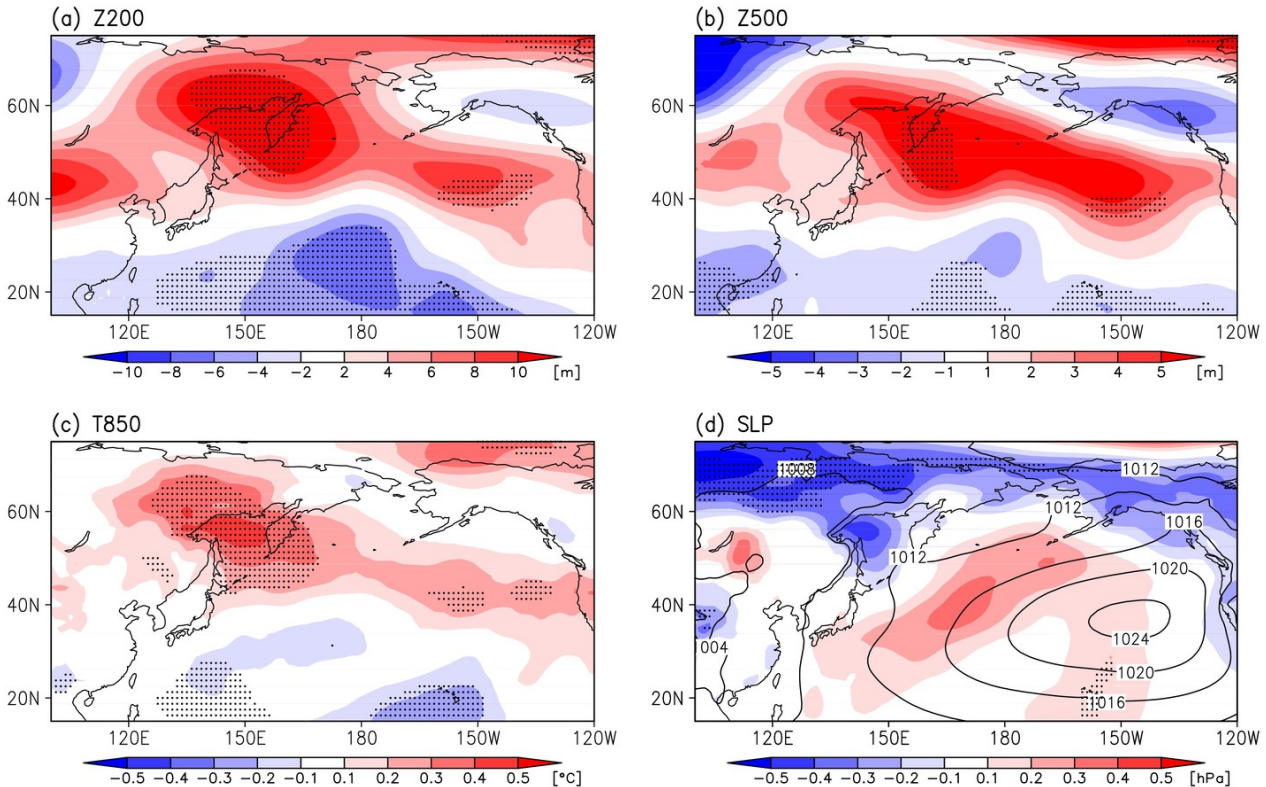 (a) Z200
60N
40N
20N
120E 150E 180 150W 120W
-10 -8 -6 -4 -2 2 4 6 8 10 [m]
(b) Z500
60N
40N
20N
120E 150E 180 150W 120W
-5 -4 -3 -2 -1 1 2 3 4 5 [m]
(c) T850
60N
40N
20N
120E 150E 180 150W 120W
-0.5 -0.4 -0.3 -0.2 -0.1 0.1 0.2 0.3 0.4 0.5 [°C]
(d) SLP
1008 1012
60N
1012
1016
1012
1020
40N
1024
1004
1020
20N
1016
120E 150E 180 150W 120W
-0.5 -0.4 -0.3 -0.2 -0.1 0.1 0.2 0.3 0.4 0.5 [hPa]